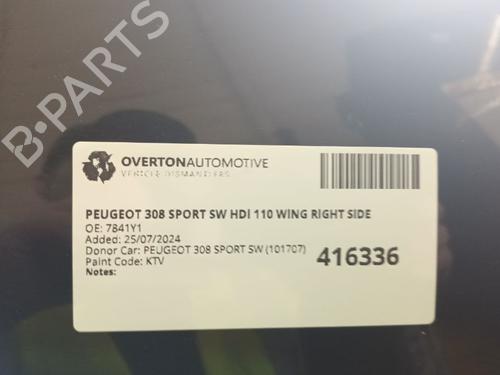 B-PARTS
OVERTONAUTOMOTIVE
VEHICLE DISMANTLERS
PEUGEOT 308 SPORT SW HDI 110 WING RIGHT SIDE
OE: 7841Y1
Added: 25/07/2024
Donor Car: PEUGEOT 308 SPORT SW (101707)
Paint Code: KTV
Notes:
416336